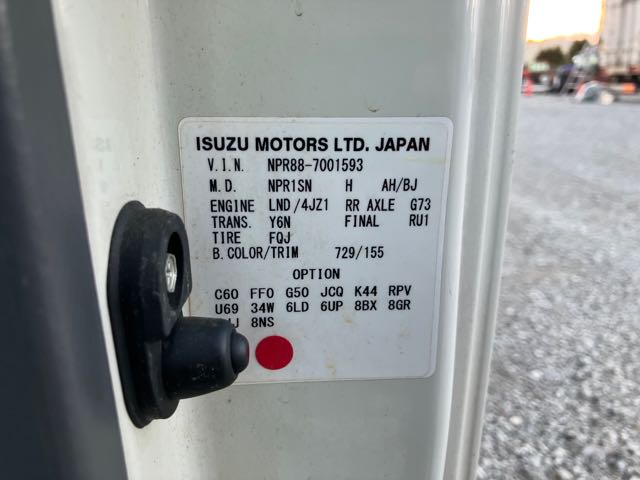 ISUZU MOTORS LTD. JAPAN
V.I.N. NPR88-7001593
M.D. NPR1SN H AH/BJ
ENGINE LND/4JZ1 RR AXLE G73
TRANS. Y6N FINAL RU1
TIRE FQJ
B.COLOR/TRIM 729/155
OPTION
C60 FF0 G50 JCQ K44 RPV
U69 34W 6LD 6UP 8BX 8GR
8NS